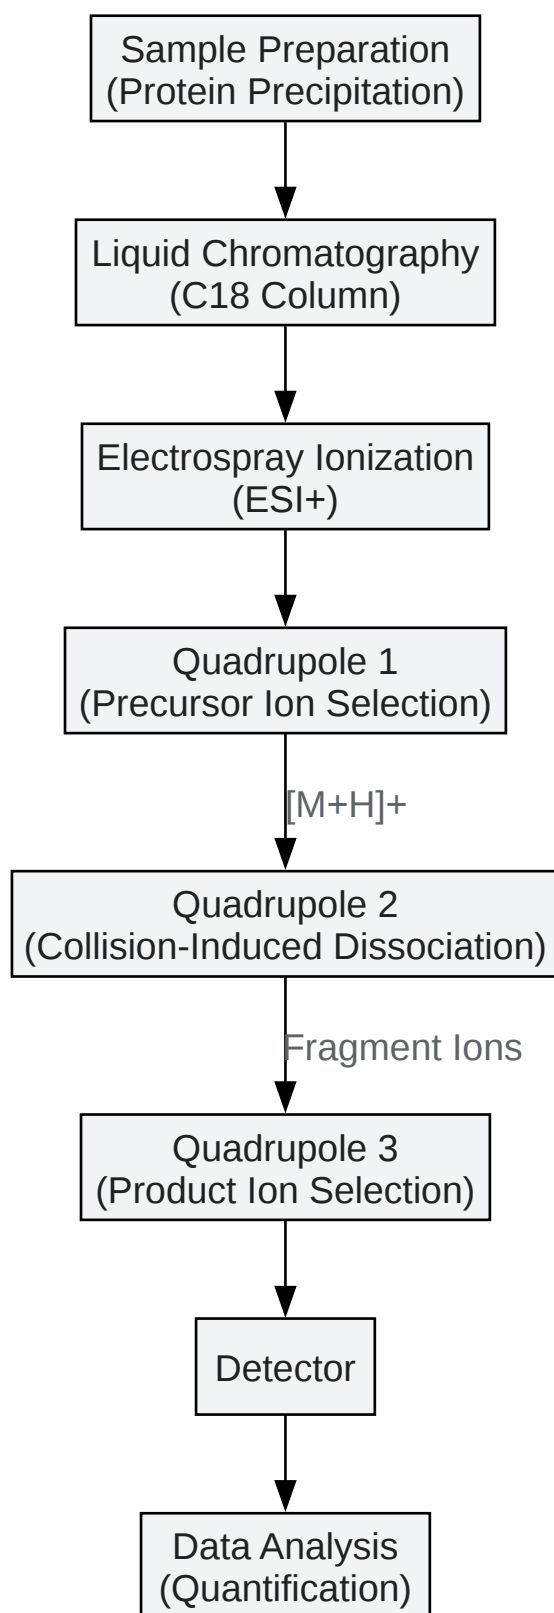 Sample Preparation
(Protein Precipitation)
Liquid Chromatography
(C18 Column)
Electrospray Ionization
(ESI+)
Quadrupole 1
(Precursor Ion Selection)
[M+H]+
Quadrupole 2
(Collision-Induced Dissociation)
Fragment Ions
Quadrupole 3
(Product Ion Selection)
Detector
Data Analysis
(Quantification)